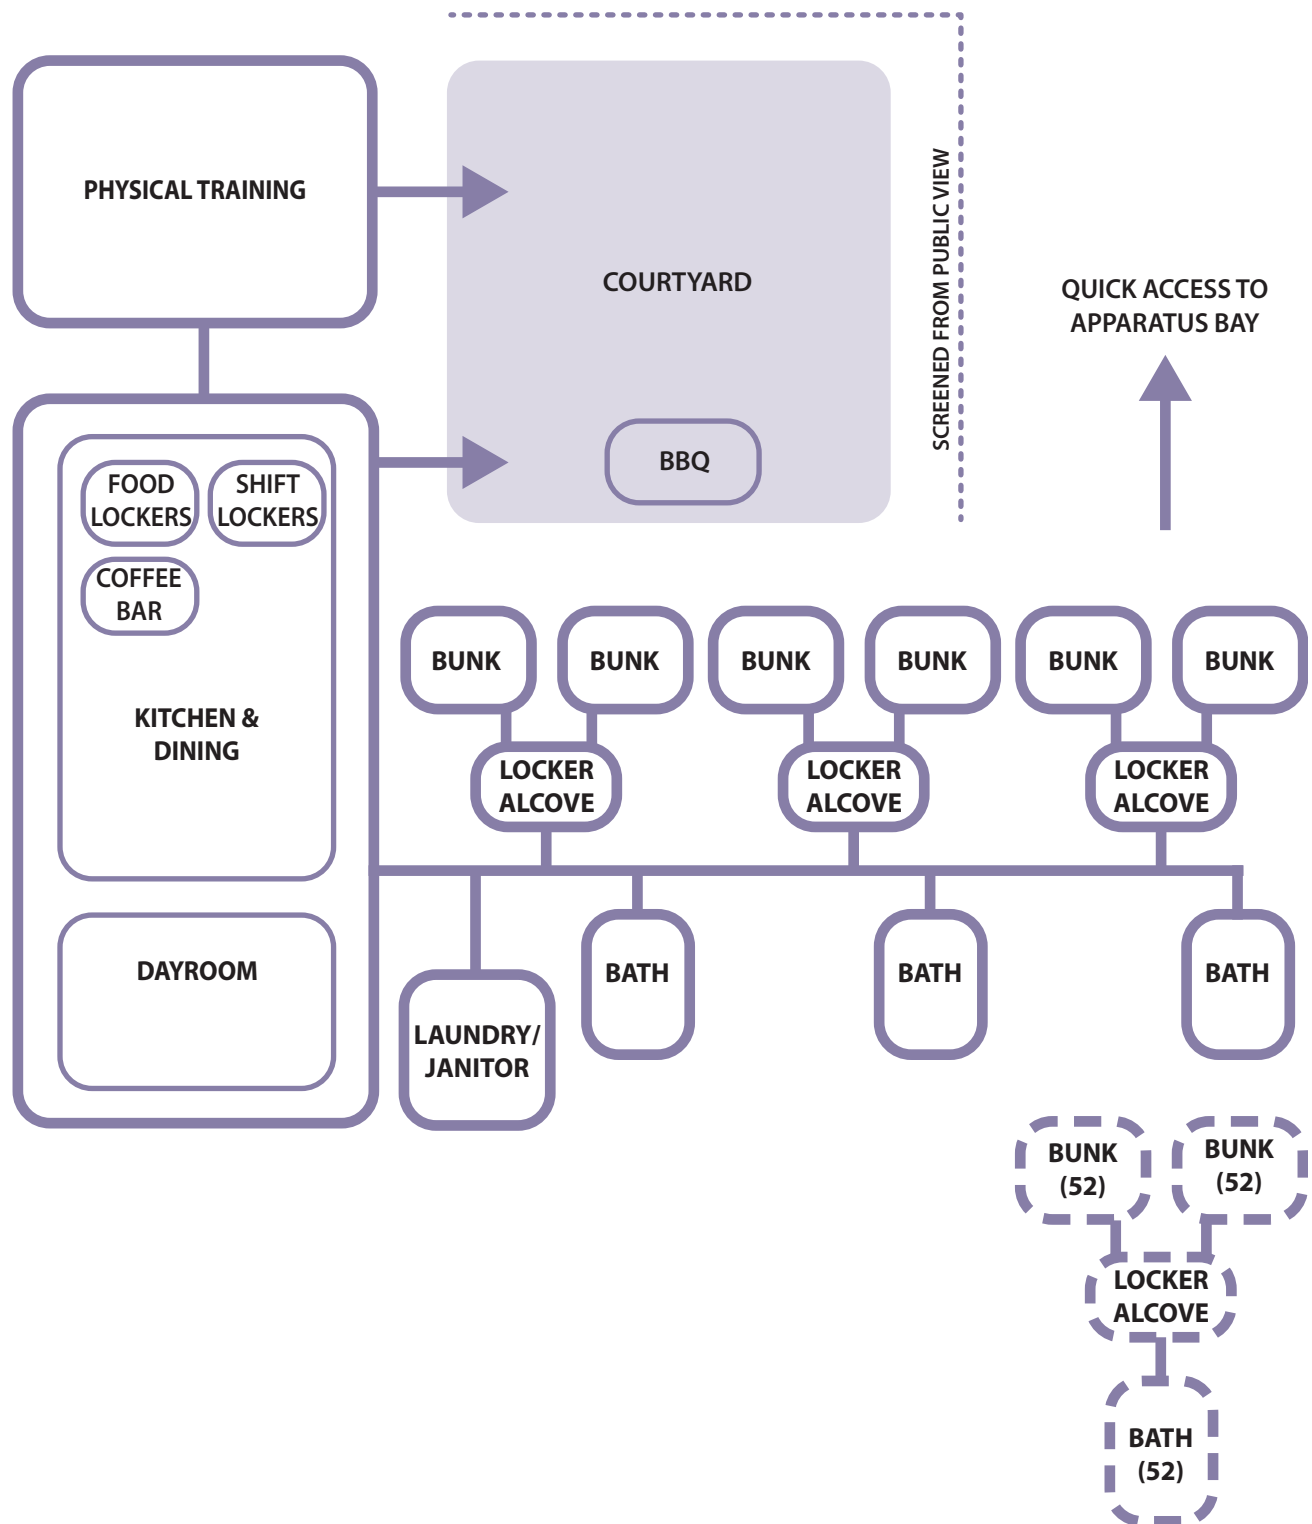 PHYSICAL TRAINING
COURTYARD
SCREENED FROM PUBLIC VIEW
QUICK ACCESS TO
APPARATUS BAY
BBQ
FOOD
LOCKERS
SHIFT
LOCKERS
COFFEE
BAR
KITCHEN &
DINING
DAYROOM
BUNK
BUNK
BUNK
BUNK
BUNK
BUNK
LOCKER
ALCOVE
LOCKER
ALCOVE
LOCKER
ALCOVE
LAUNDRY/
JANITOR
BATH
BATH
BATH
BUNK
(52)
BUNK
(52)
LOCKER
ALCOVE
BATH
(52)